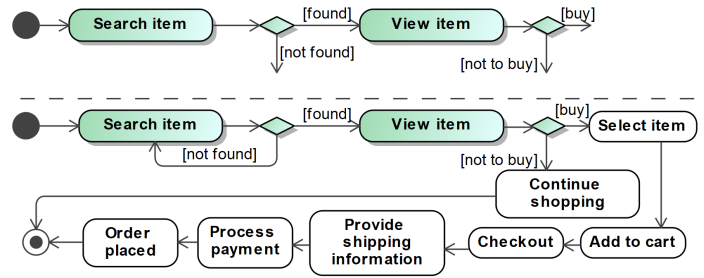 [found]
[buy]
Search item
View item
[not found]
[not to buy]
[found]
[buy]
Search item
View item
Select item
[not found]
[not to buy]
Continue
shopping
Order
placed
Process
payment
Provide
shipping
information
Checkout
Add to cart